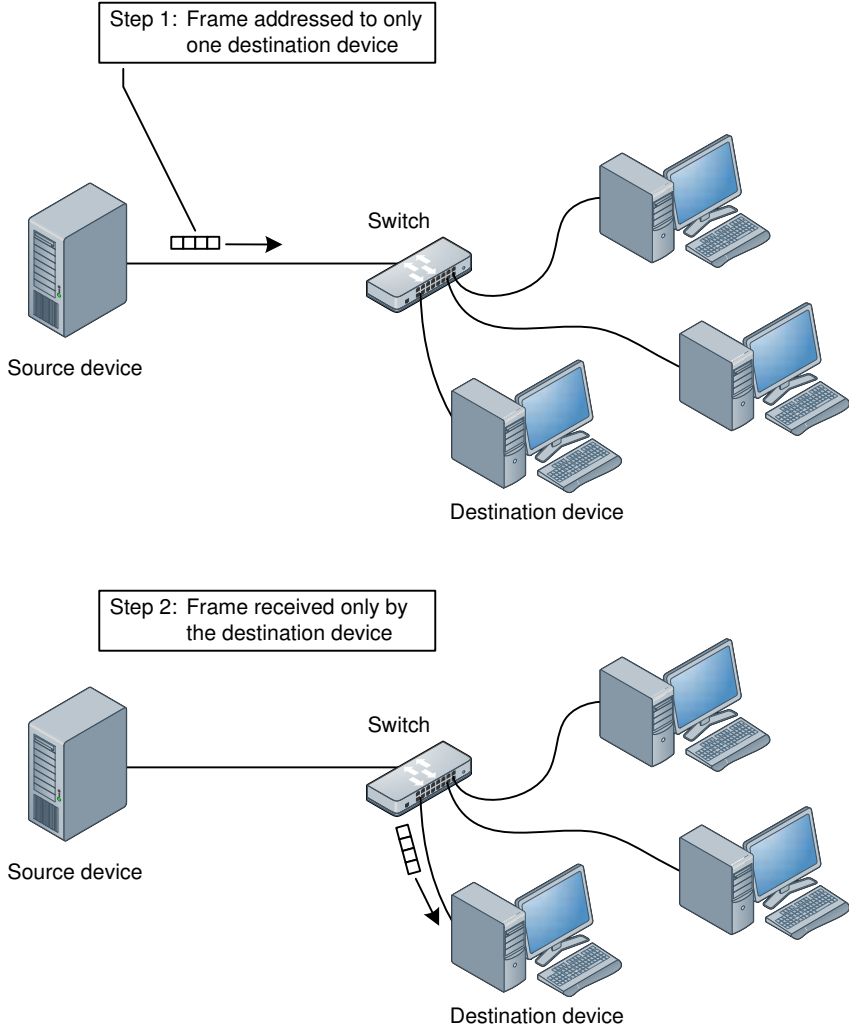 Step 1: Frame addressed to only
one destination device
Switch
Source device
Destination device
Step 2: Frame received only by
the destination device
Switch
Source device
Destination device